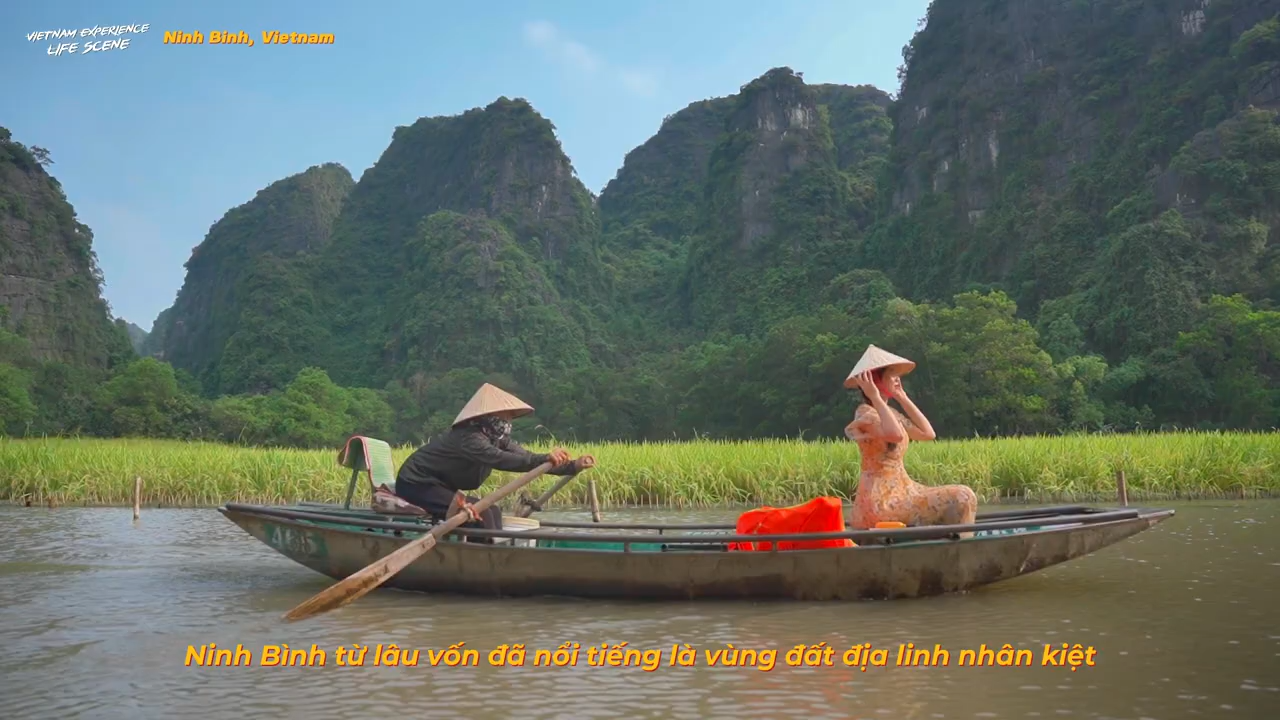 VIETNAM EXPERIENCE
LIFE SCENE
Ninh Binh, Vietnam
Ninh Bình từ lâu vốn đã nổi tiếng là vùng đất địa linh nhân kiệt